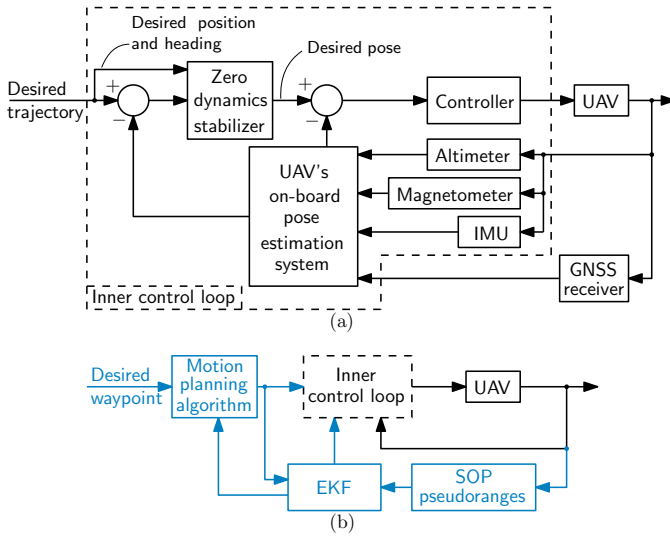 Desired position
and heading
Desired pose
Desired
trajectory
+
−
Zero
dynamics
stabilizer
+
−
Controller
UAV
UAV's
on-board
pose
estimation
system
Altimeter
Magnetometer
IMU
GNSS
receiver
Inner control loop
(a)
Desired
waypoint
Motion
planning
algorithm
Inner
control loop
UAV
EKF
SOP
pseudoranges
(b)